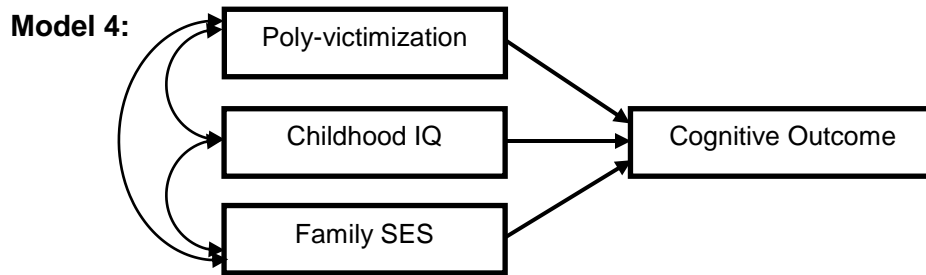 Model 4:
Poly-victimization
Childhood IQ
Cognitive Outcome
Family SES